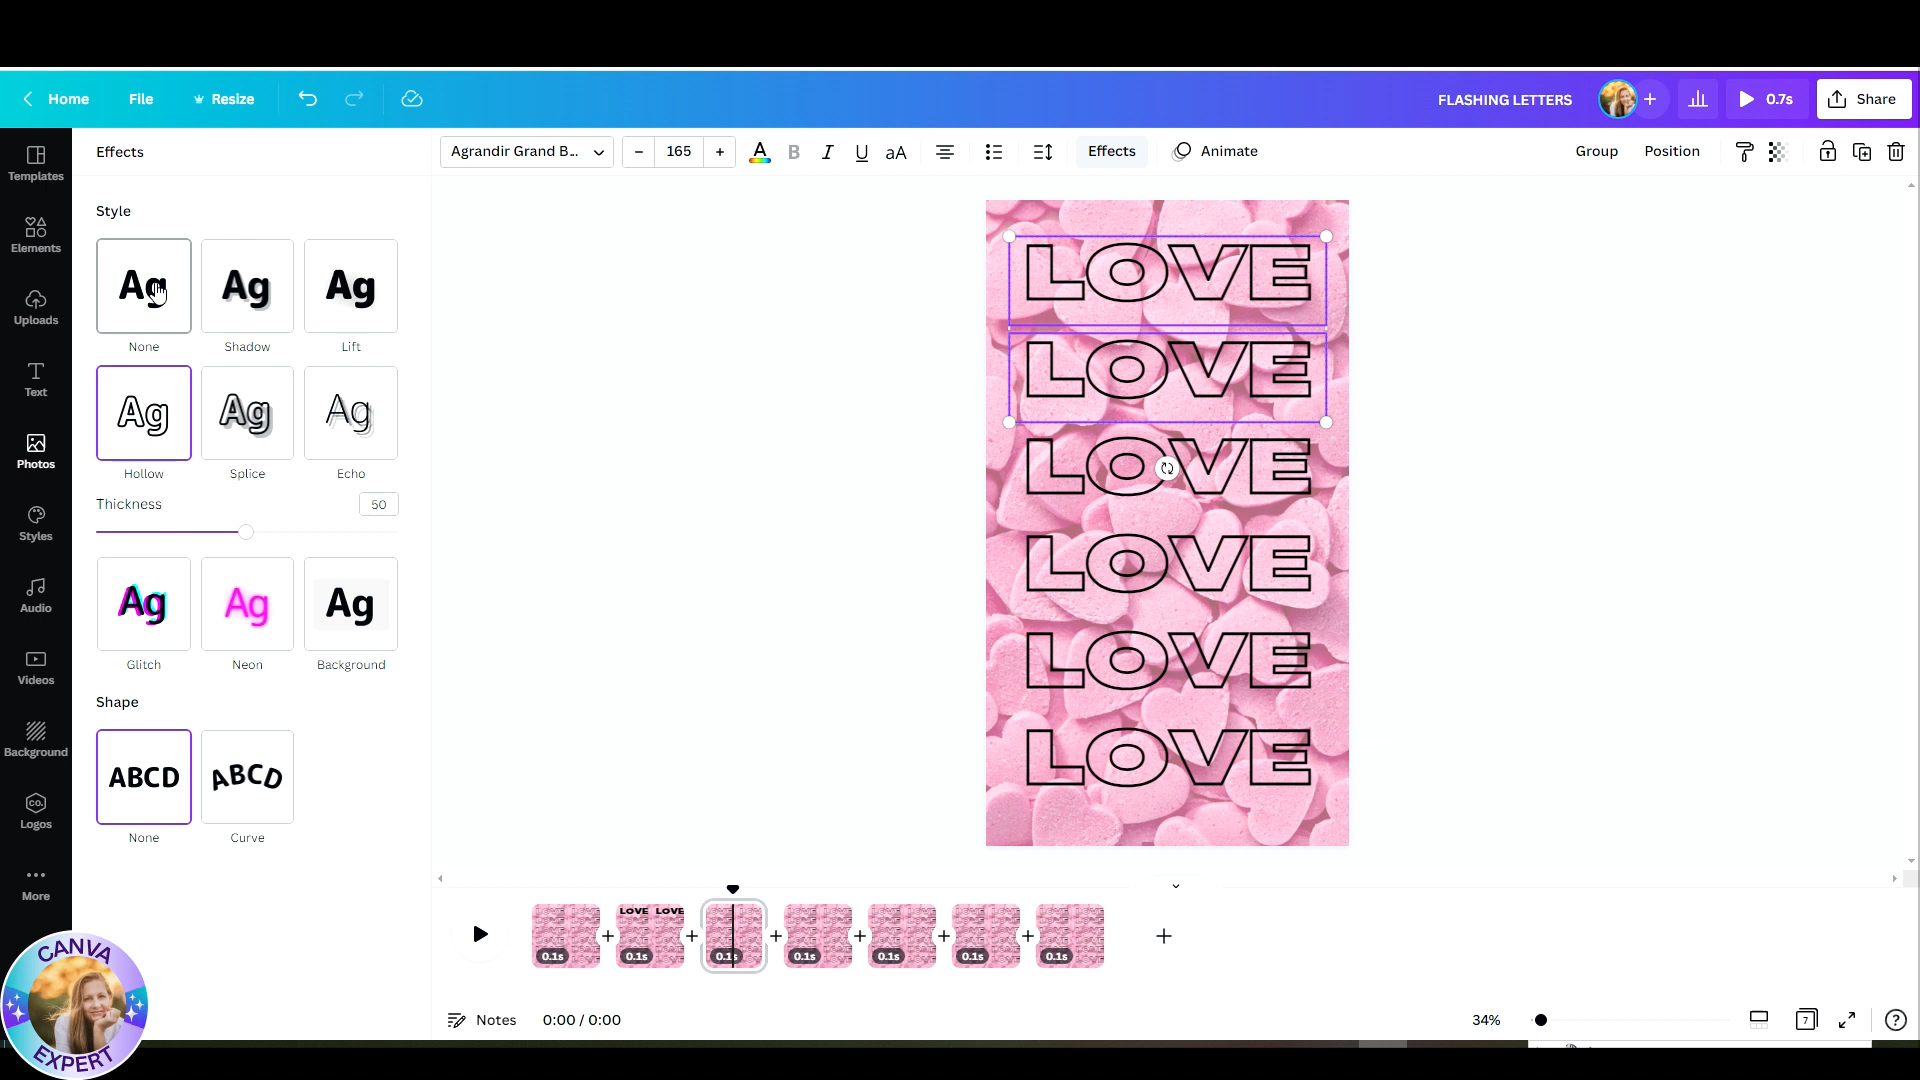 Home File Resize FLASHING LETTERS 0.7s Share
Effects Agrandir Grand B... 165 A B I U aA Effects Animate Group Position
Templates
Elements
Uploads
Text
Photos
Styles
Audio
Videos
Background
CO.
Logos
More
Style
Ag Ag Ag
None Shadow Lift
Ag Ag Ag
Hollow Splice Echo
Thickness 50
Ag Ag Ag
Glitch Neon Background
Shape
ABCD ABCD
None Curve
LOVE
LOVE
LOVE
LOVE
LOVE
LOVE
LOVE LOVE
0.1s 0.1s 0.1s 0.1s 0.1s 0.1s 0.1s
Notes 0:00 / 0:00 34% 7 ?
CANVA
EXPERT